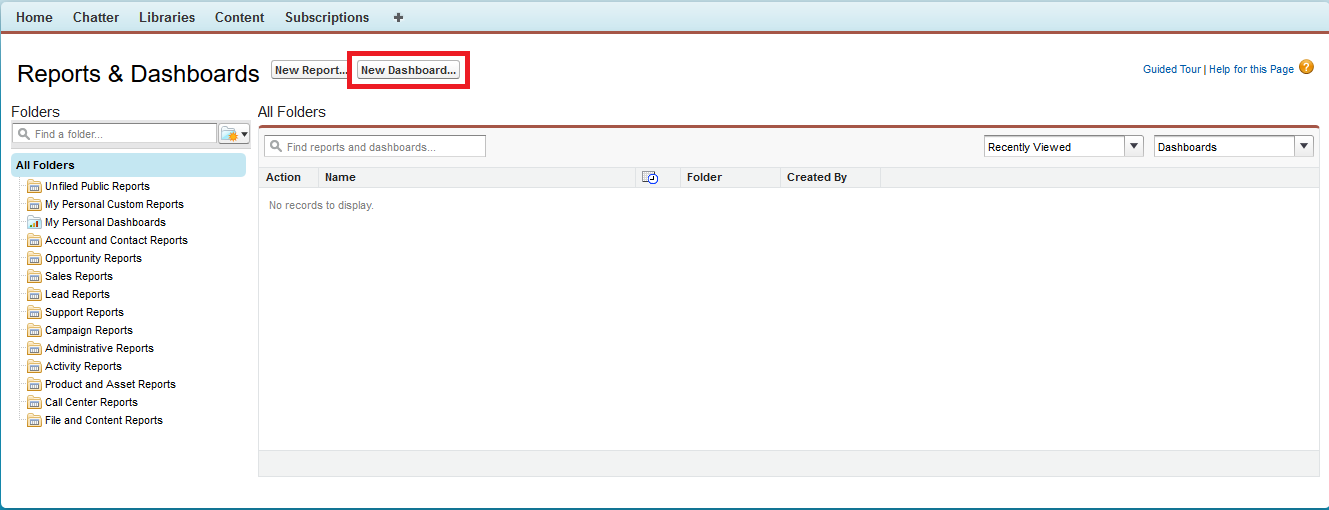 Home Chatter Libraries Content Subscriptions
Reports & Dashboards New Report... New Dashboard... Guided Tour | Help for this Page ?
Folders
Find a folder...
All Folders
Unfiled Public Reports
My Personal Custom Reports
My Personal Dashboards
Account and Contact Reports
Opportunity Reports
Sales Reports
Lead Reports
Support Reports
Campaign Reports
Administrative Reports
Activity Reports
Product and Asset Reports
Call Center Reports
File and Content Reports
All Folders
Find reports and dashboards... Recently Viewed Dashboards
Action Name Folder Created By
No records to display.